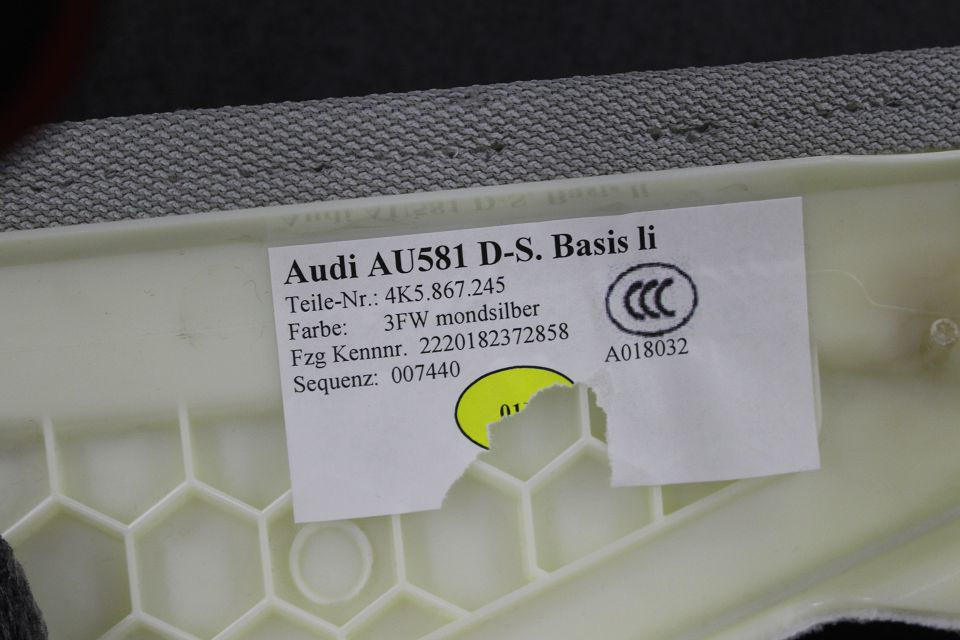 Audi AU581 D-S. Basis li
Teile-Nr.: 4K5.867.245
Farbe: 3FW mondsilber
Fzg Kennnr. 2220182372858
Sequenz: 007440
CCC
A018032